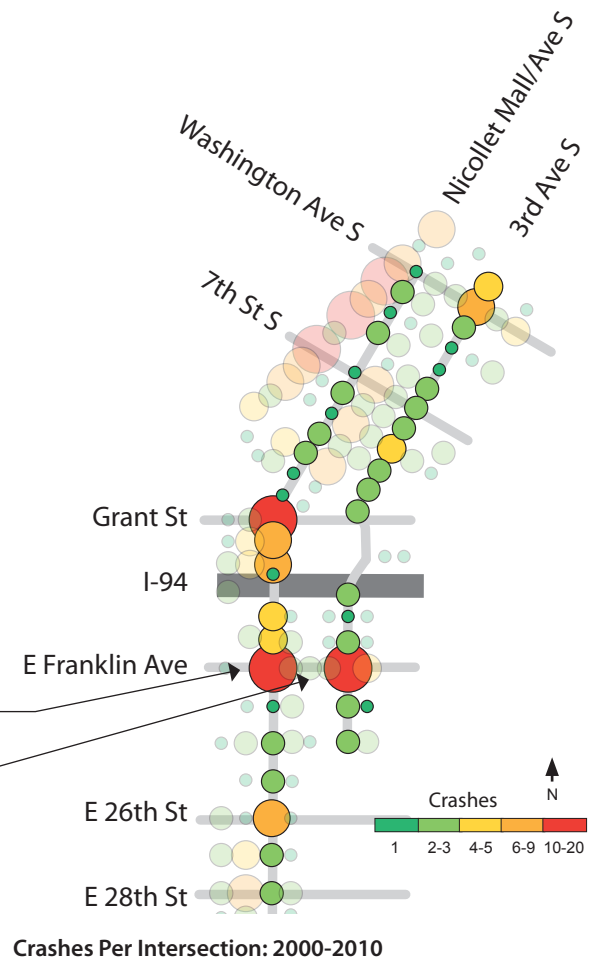 Nicollet Mall/Ave S
Washington Ave S
3rd Ave S
7th St S
Grant St
I-94
E Franklin Ave
N
Crashes
E 26th St
1 2-3 4-5 6-9 10-20
E 28th St
Crashes Per Intersection: 2000-2010